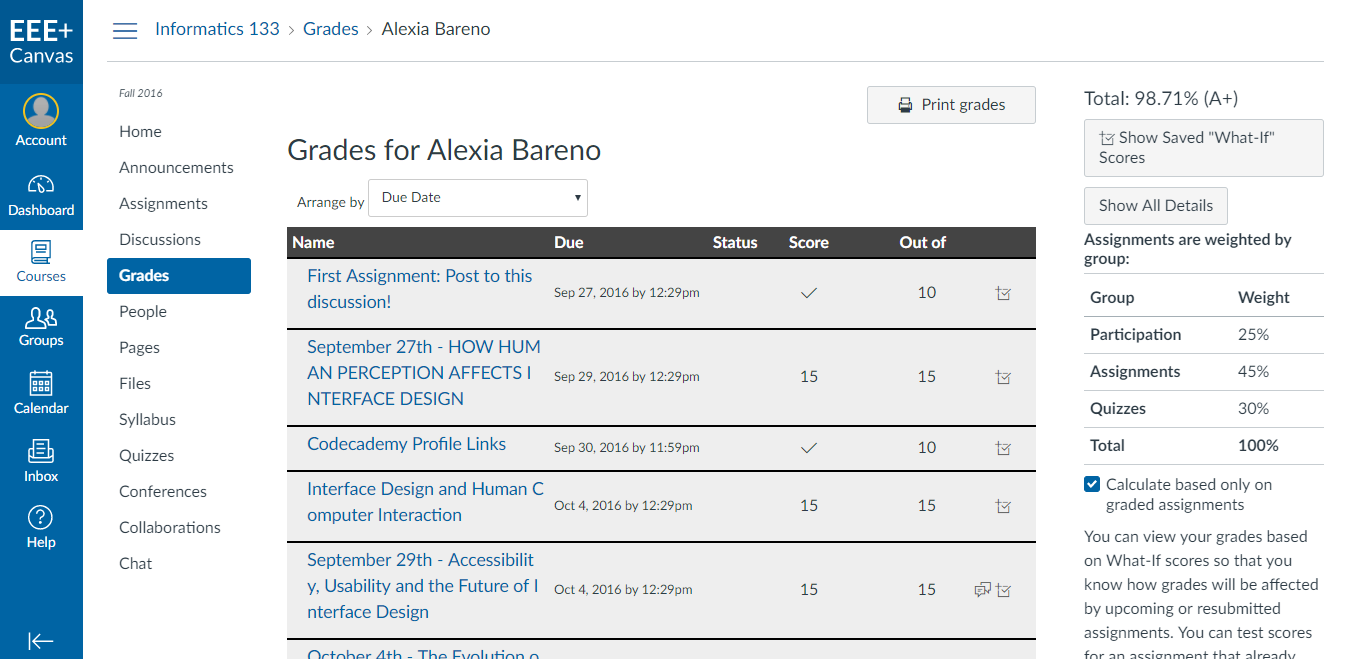 EEE+
Canvas
Account
Dashboard
Courses
Groups
Calendar
Inbox
Help
Informatics 133 › Grades › Alexia Bareno
Fall 2016
Home
Announcements
Assignments
Discussions
Grades
People
Pages
Files
Syllabus
Quizzes
Conferences
Collaborations
Chat
Print grades
Grades for Alexia Bareno
Arrange by Due Date
Name Due Status Score Out of
First Assignment: Post to this
discussion!
Sep 27, 2016 by 12:29pm 10
September 27th - HOW HUM
AN PERCEPTION AFFECTS I
NTERFACE DESIGN
Sep 29, 2016 by 12:29pm 15 15
Codecademy Profile Links Sep 30, 2016 by 11:59pm 10
Interface Design and Human C
omputer Interaction
Oct 4, 2016 by 12:29pm 15 15
September 29th - Accessibilit
y, Usability and the Future of I
nterface Design
Oct 4, 2016 by 12:29pm 15 15
October 4th - The Evolution o
Total: 98.71% (A+)
Show Saved "What-If"
Scores
Show All Details
Assignments are weighted by
group:
Group Weight
Participation 25%
Assignments 45%
Quizzes 30%
Total 100%
Calculate based only on
graded assignments
You can view your grades based
on What-If scores so that you
know how grades will be affected
by upcoming or resubmitted
assignments. You can test scores
for an assignment that already